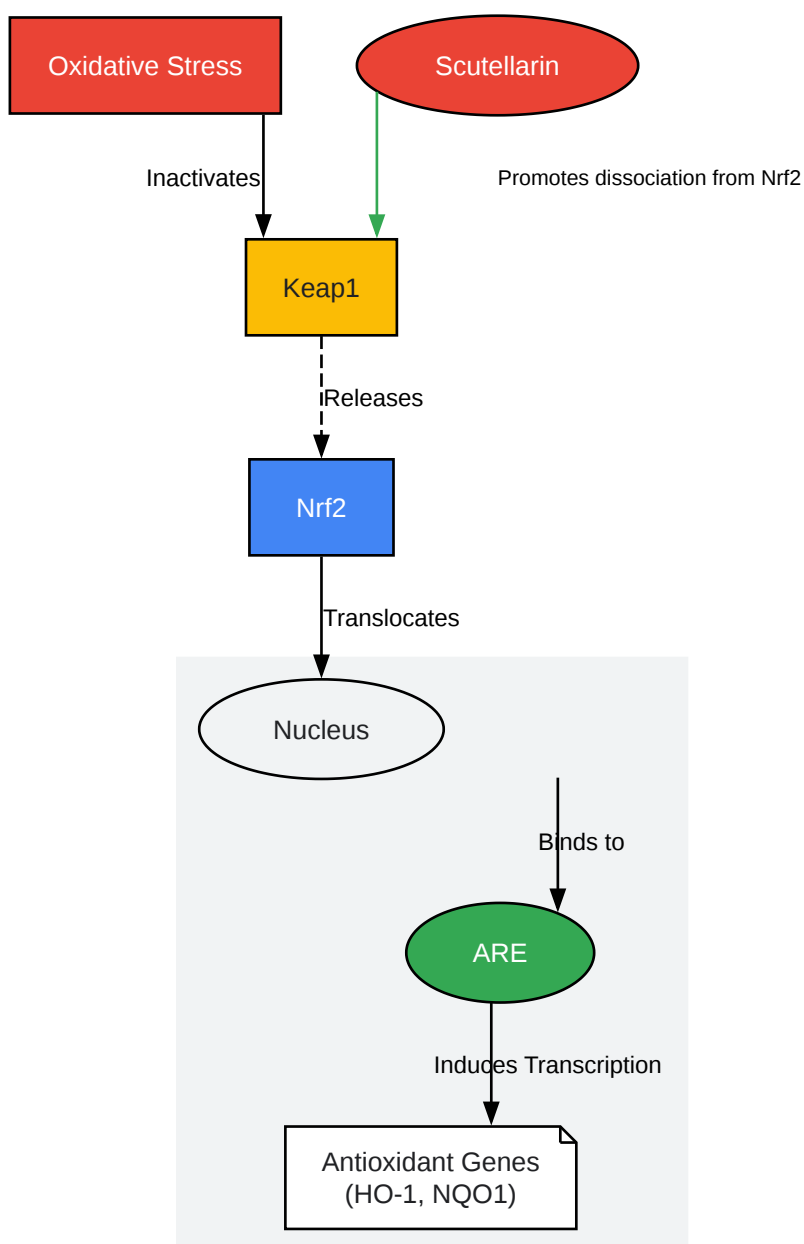 Oxidative Stress
Scutellarin
Inactivates
Promotes dissociation from Nrf2
Keap1
Releases
Nrf2
Translocates
Nucleus
Binds to
ARE
Induces Transcription
Antioxidant Genes
(HO-1, NQO1)